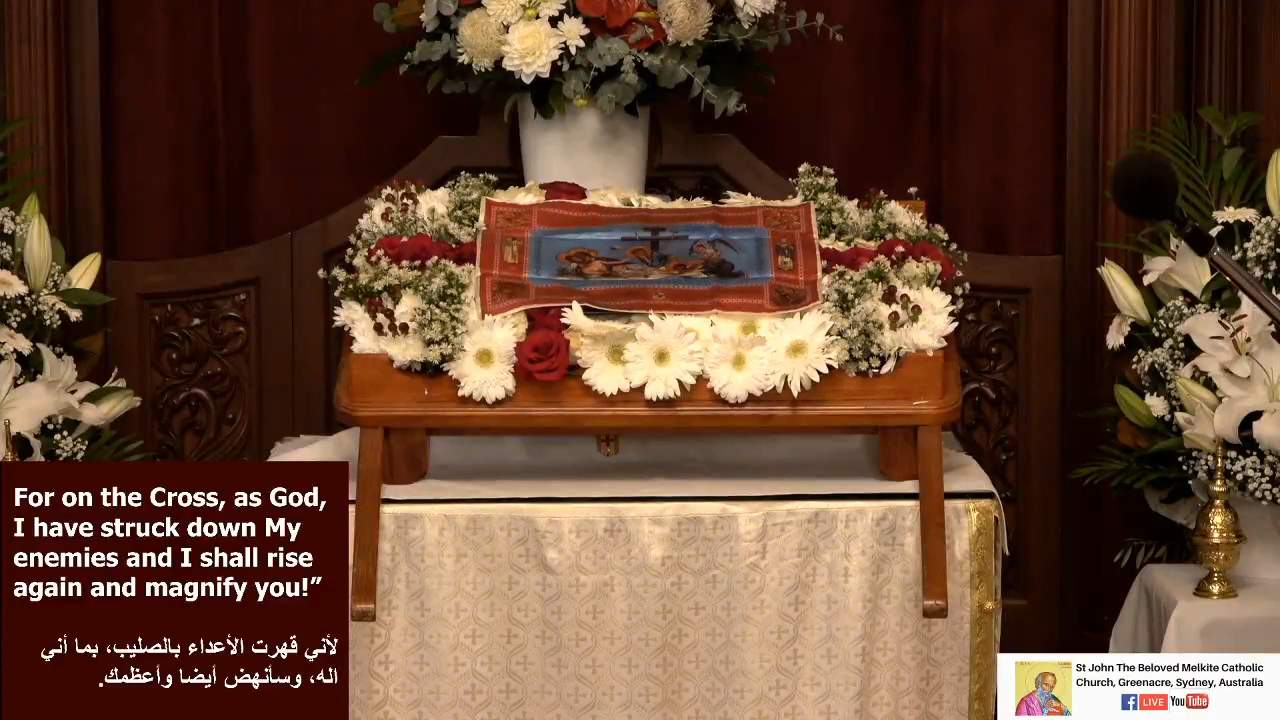 For on the Cross, as God,
I have struck down My
enemies and I shall rise
again and magnify you!”
لأني قهرت الأعداء بالصليب، بما أني
اله، وسأنهض أيضا وأعظمك.
St John The Beloved Melkite Catholic
Church, Greenacre, Sydney, Australia
f LIVE YouTube